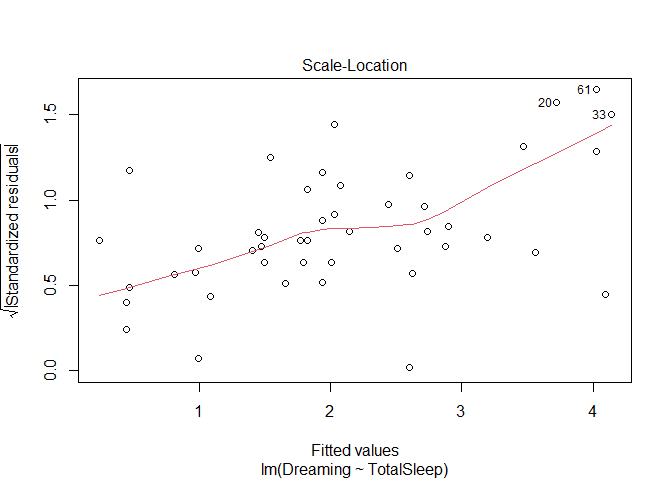 Scale-Location
√|Standardized residuals|
1.5
1.0
0.5
0.0
61
20
33
1
2
3
4
Fitted values
lm(Dreaming ~ TotalSleep)